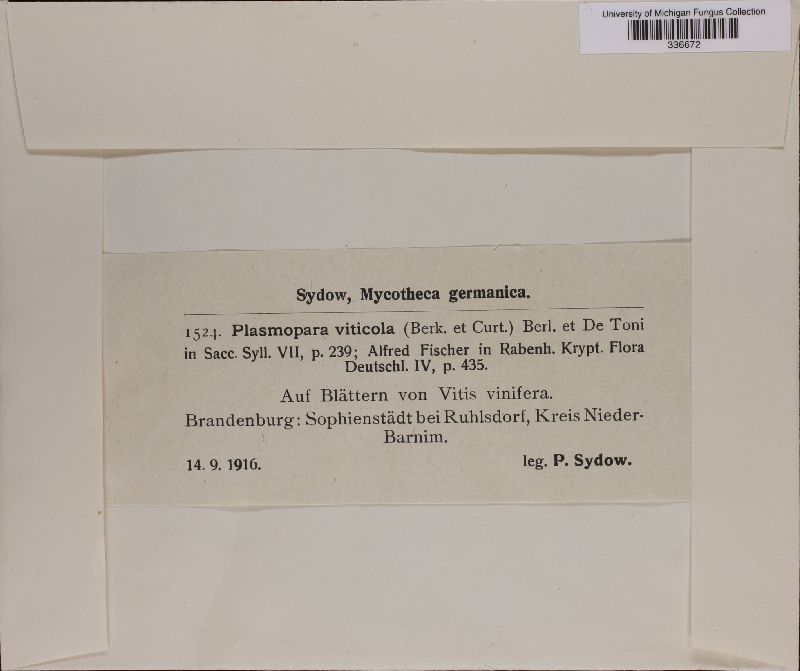 University of Michigan Fungus Collection
336672
Sydow, Mycotheca germanica.
1524. Plasmopara viticola (Berk. et Curt.) Berl. et De Toni
in Sacc. Syll. VII, p. 239; Alfred Fischer in Rabenh. Krypt. Flora
Deutschl. IV, p. 435.
Auf Blättern von Vitis vinifera.
Brandenburg: Sophienstädt bei Ruhlsdorf, Kreis Nieder-
Barnim.
14. 9. 1916. leg. P. Sydow.